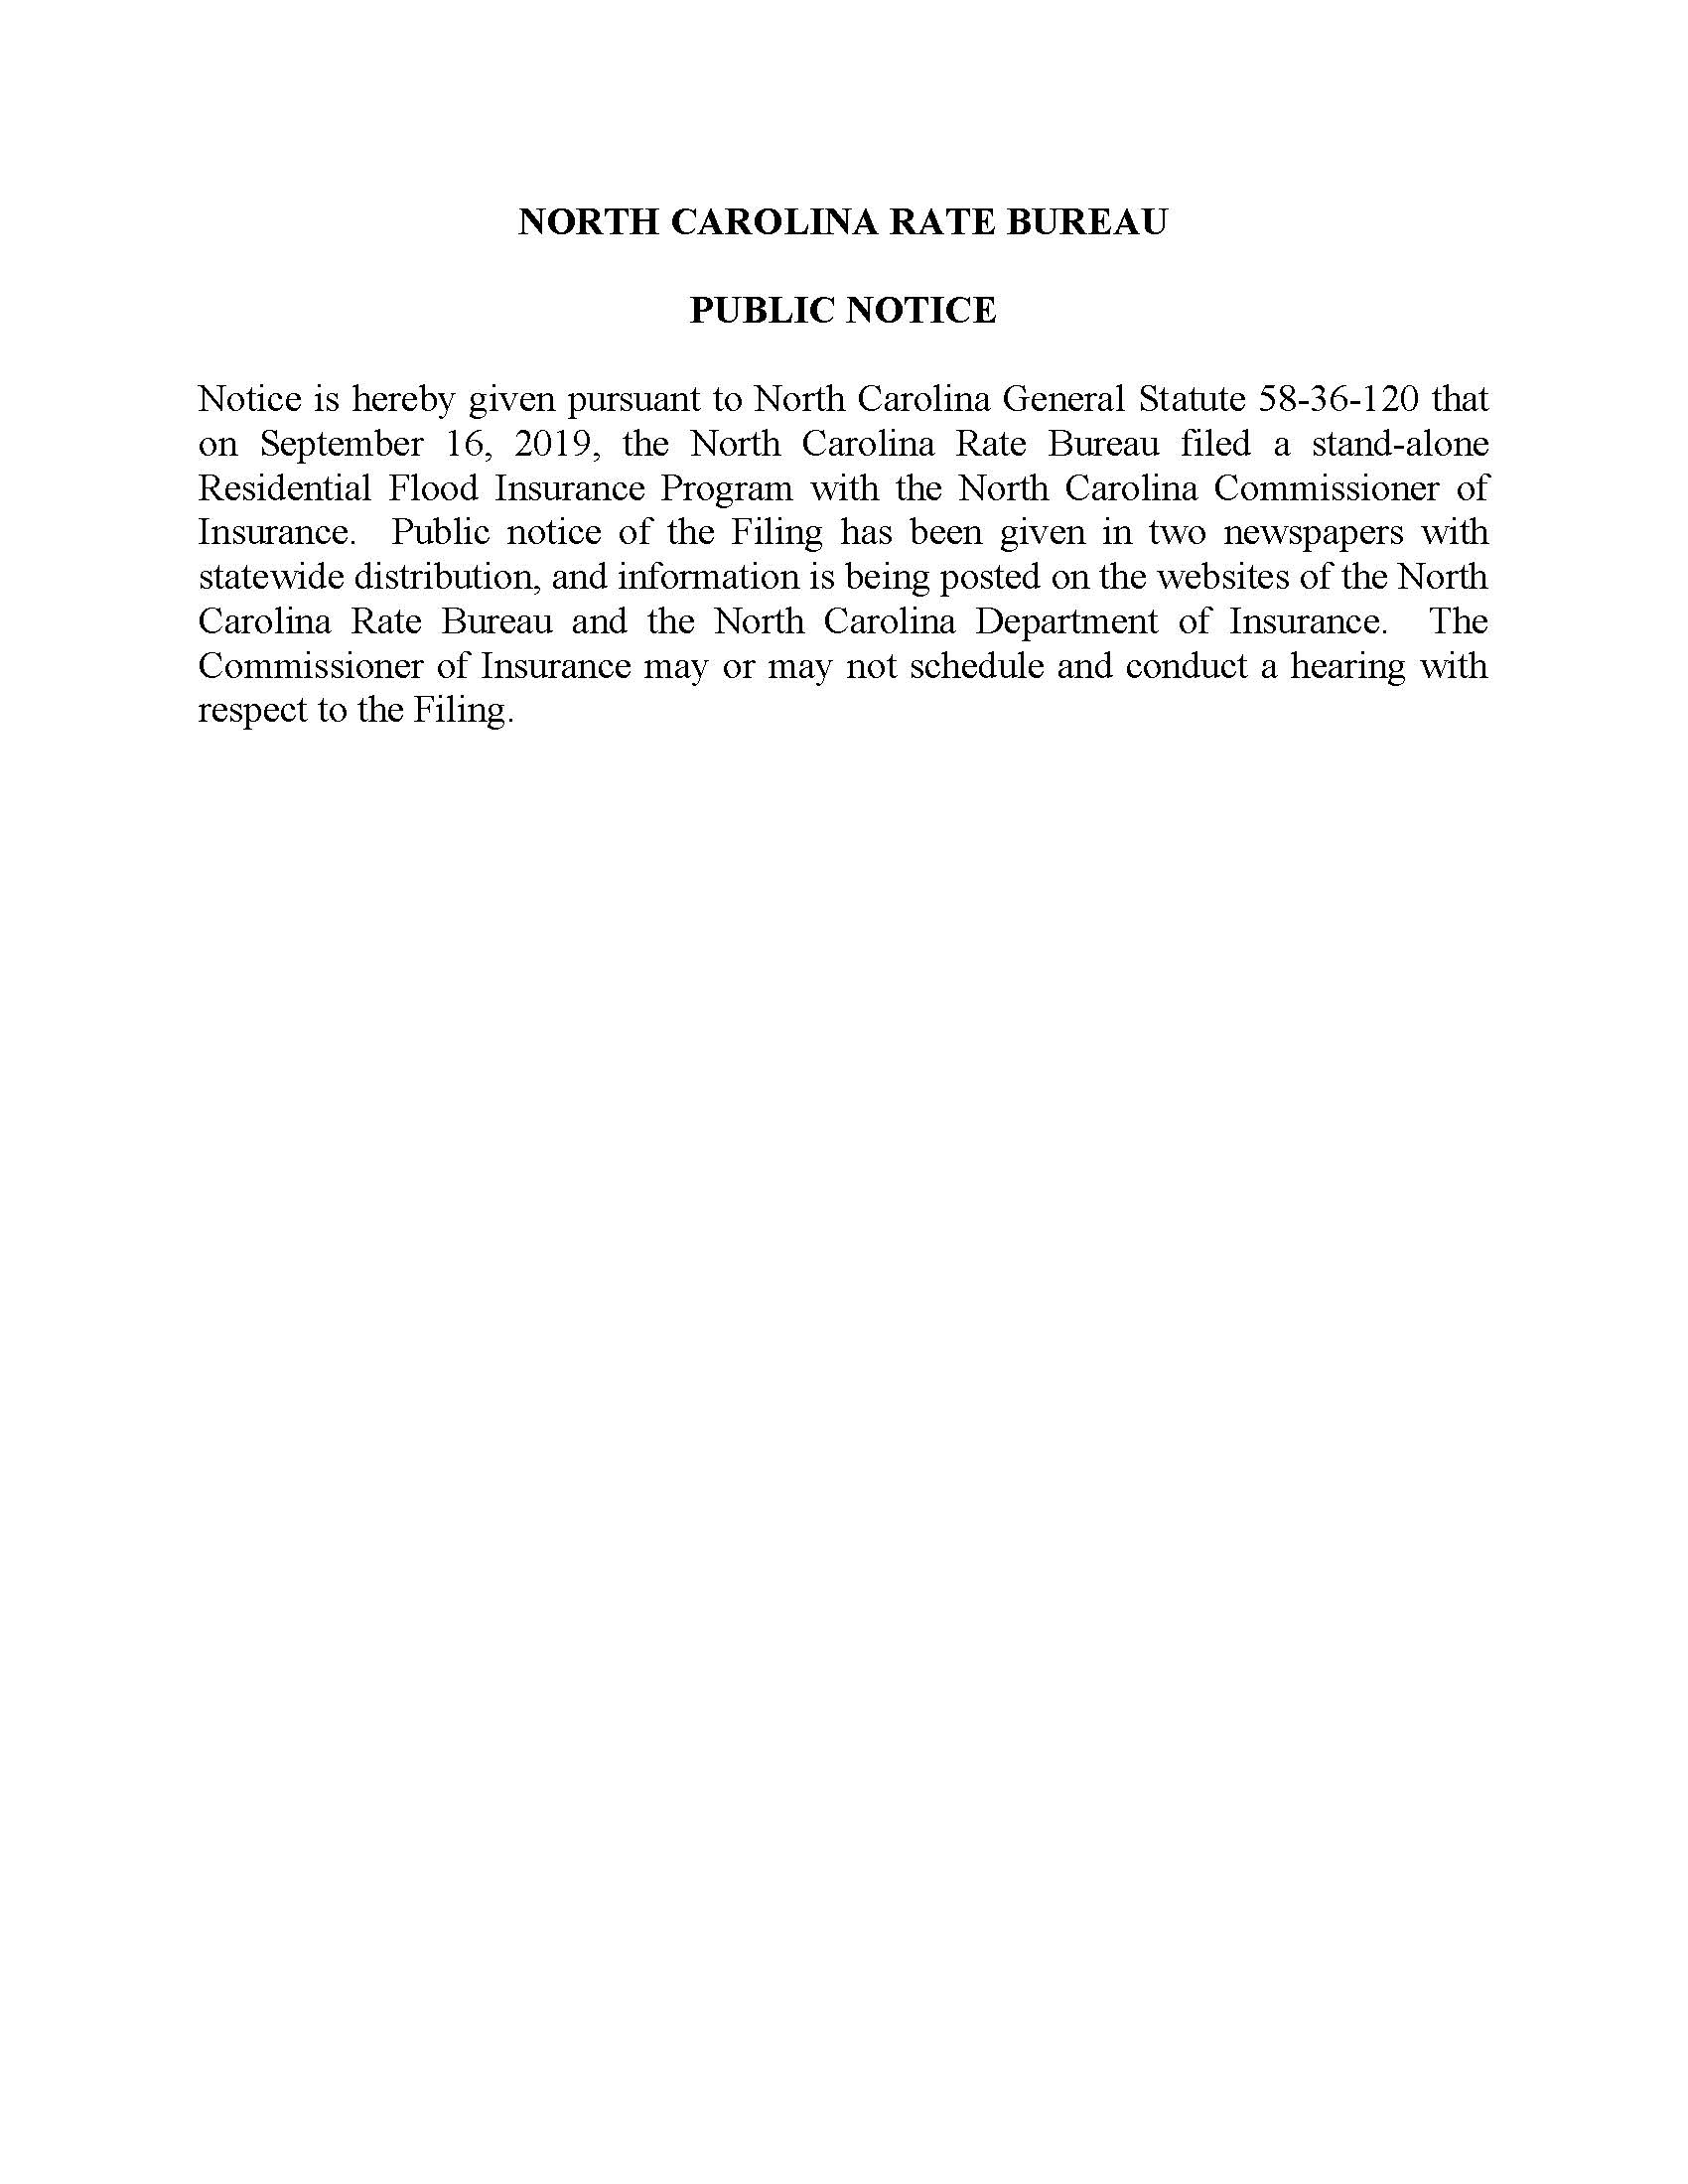 NORTH CAROLINA RATE BUREAU
PUBLIC NOTICE
Notice is hereby given pursuant to North Carolina General Statute 58-36-120 that
on September 16, 2019, the North Carolina Rate Bureau filed a stand-alone
Residential Flood Insurance Program with the North Carolina Commissioner of
Insurance. Public notice of the Filing has been given in two newspapers with
statewide distribution, and information is being posted on the websites of the North
Carolina Rate Bureau and the North Carolina Department of Insurance. The
Commissioner of Insurance may or may not schedule and conduct a hearing with
respect to the Filing.